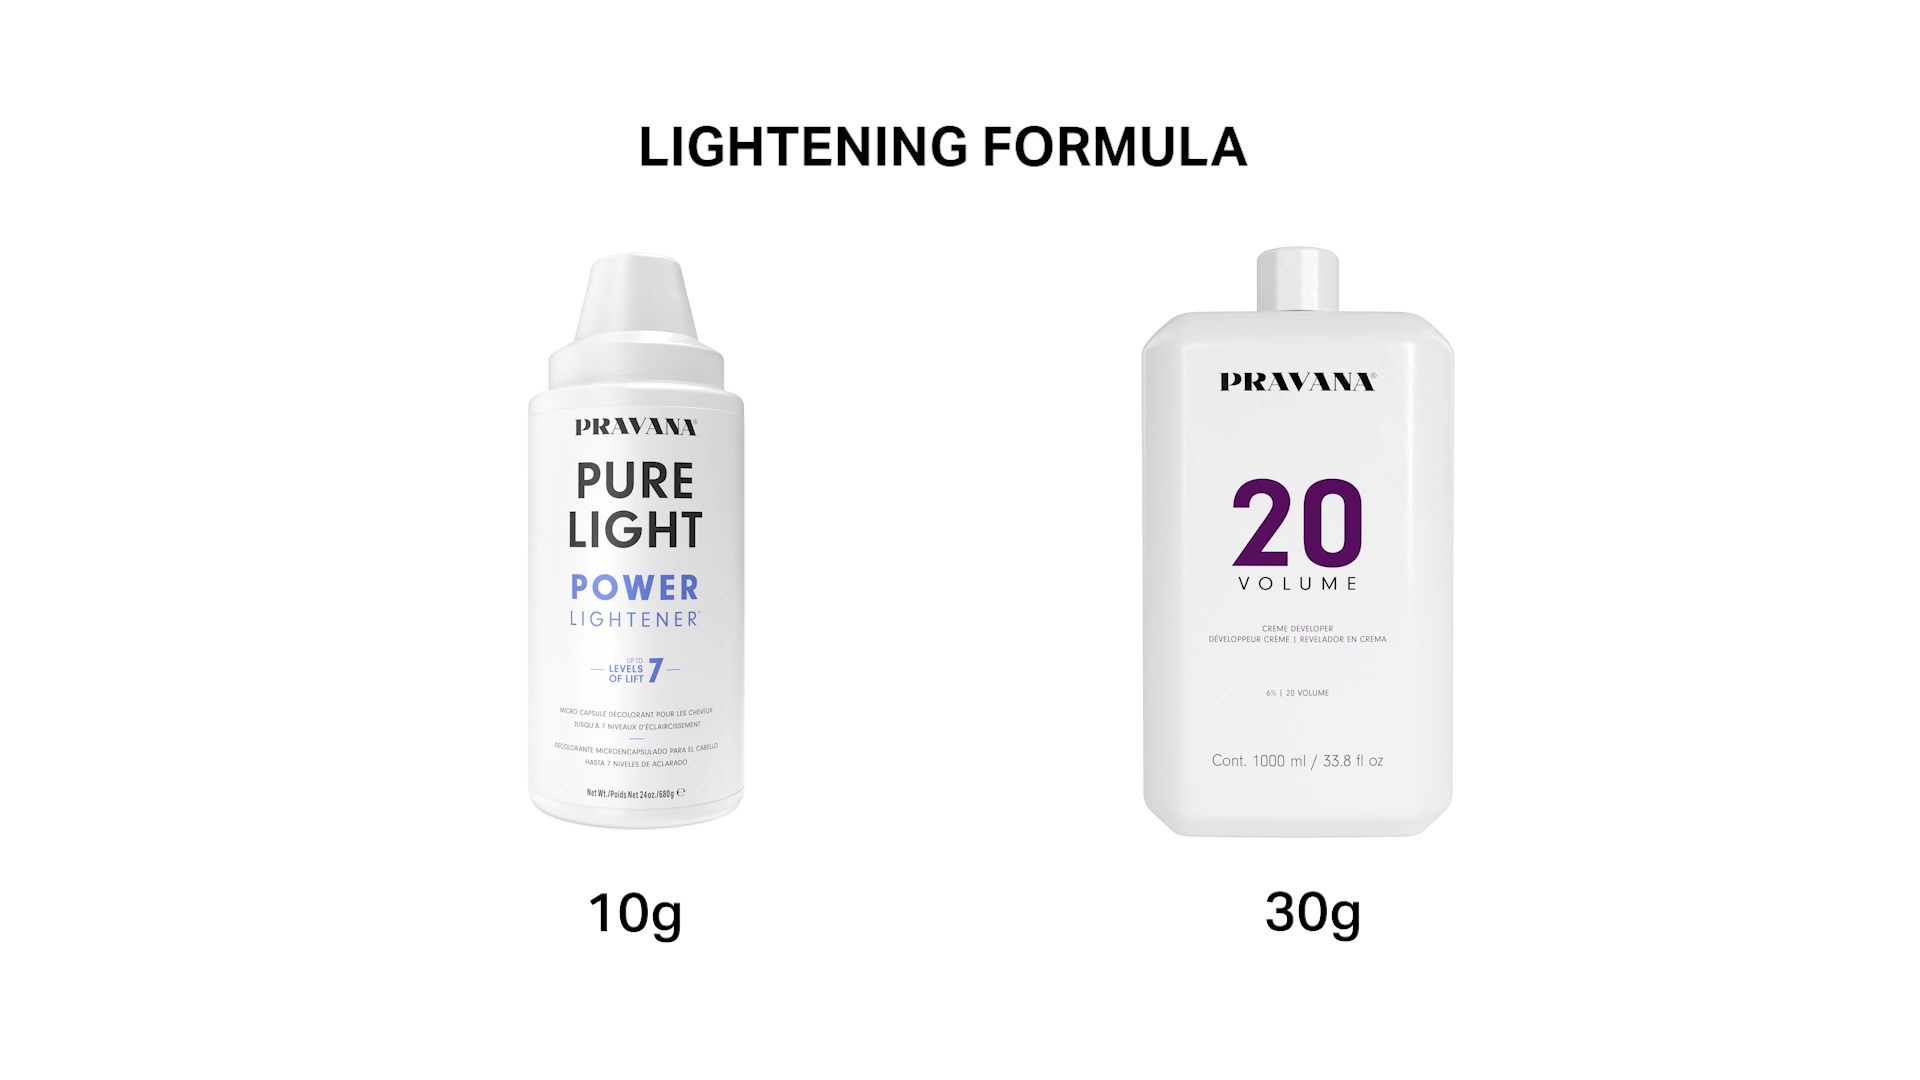 LIGHTENING FORMULA
PRAVANA®
PURE
LIGHT
POWER
LIGHTENER™
UP TO
LEVELS
OF LIFT 7
MICRO CAPSULE DÉCOLORANT POUR LES CHEVEUX
JUSQU'À 7 NIVEAUX D'ÉCLAIRCISSEMENT
DECOLORANTE MICROENCAPSULADO PARA EL CABELLO
HASTA 7 NIVELES DE ACLARADO
Net Wt./Poids Net 24 oz./680g ℮
10g
PRAVANA®
20
VOLUME
CREME DEVELOPER
DÉVELOPPEUR CRÈME | REVELADOR EN CREMA
6% | 20 VOLUME
Cont. 1000 ml / 33.8 fl oz
30g